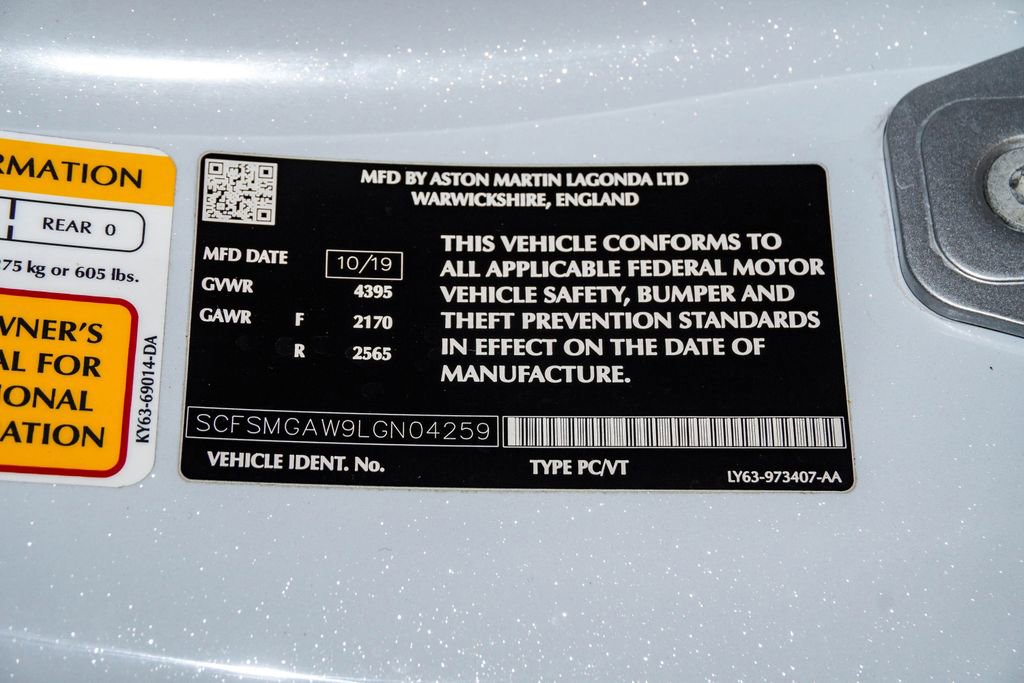 RMATION
REAR 0
275 kg or 605 lbs.
WNER'S
AL FOR
IONAL
ATION
KY63-69014-DA
MFD BY ASTON MARTIN LAGONDA LTD
WARWICKSHIRE, ENGLAND
MFD DATE 10/19
GVWR 4395
GAWR F 2170
R 2565
THIS VEHICLE CONFORMS TO
ALL APPLICABLE FEDERAL MOTOR
VEHICLE SAFETY, BUMPER AND
THEFT PREVENTION STANDARDS
IN EFFECT ON THE DATE OF
MANUFACTURE.
SCFSMGAW9LGN04259
VEHICLE IDENT. No.
TYPE PC/VT
LY63-973407-AA